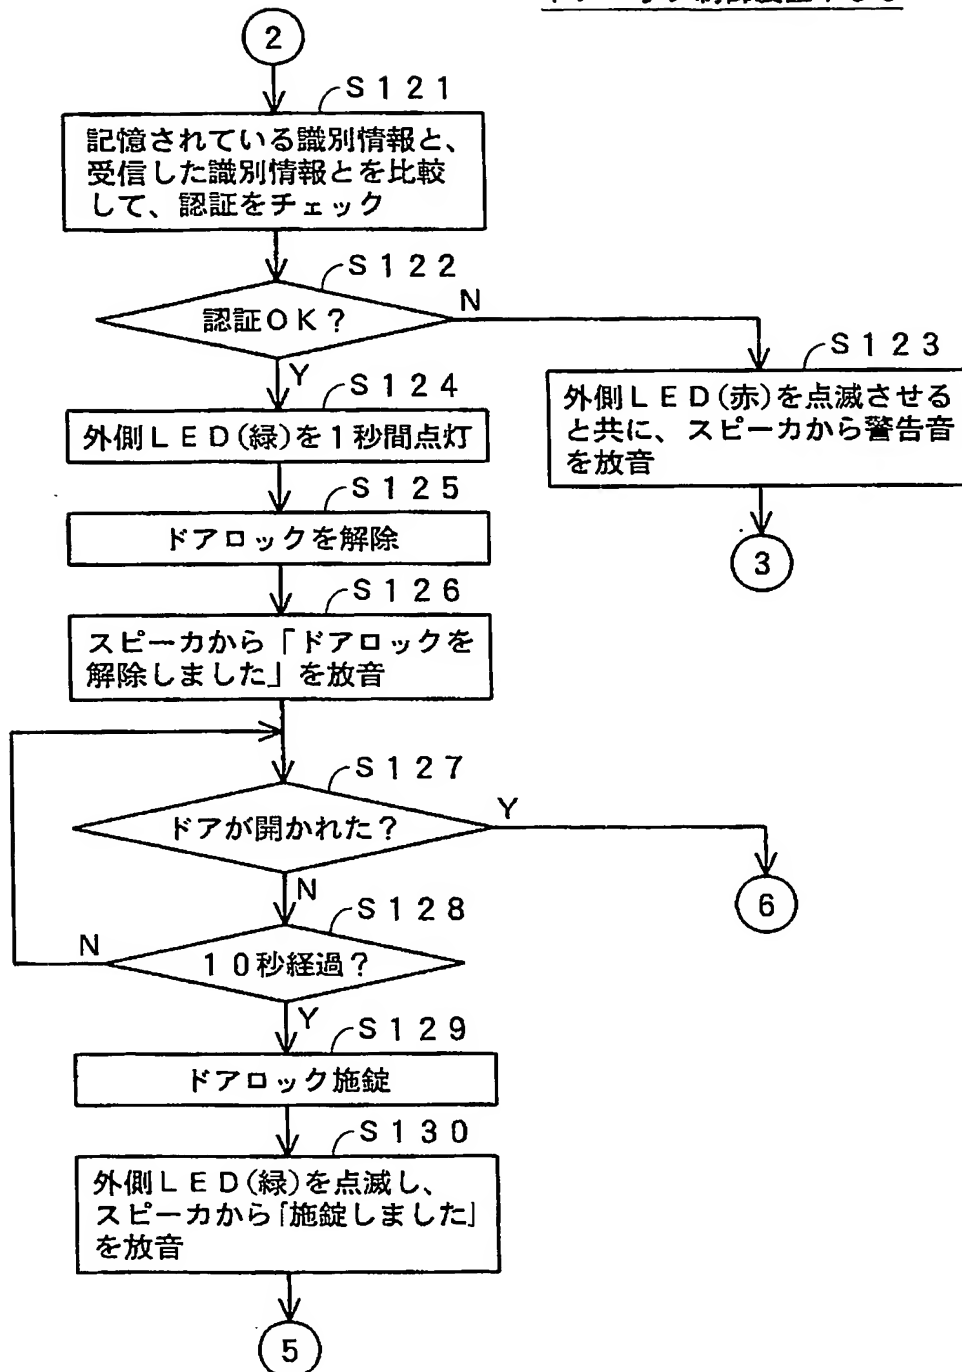 2
S121
記憶されている識別情報と、
受信した識別情報とを比較
して、認証をチェック
S122
認証OK?
N
Y
S123
外側LED(赤)を点滅させる
と共に、スピーカから警告音
を放音
3
S124
外側LED(緑)を1秒間点灯
S125
ドアロックを解除
S126
スピーカから「ドアロックを
解除しました」を放音
S127
ドアが開かれた?
Y
6
N
S128
10秒経過?
N
Y
S129
ドアロック施錠
S130
外側LED(緑)を点滅し、
スピーカから「施錠しました」
を放音
5